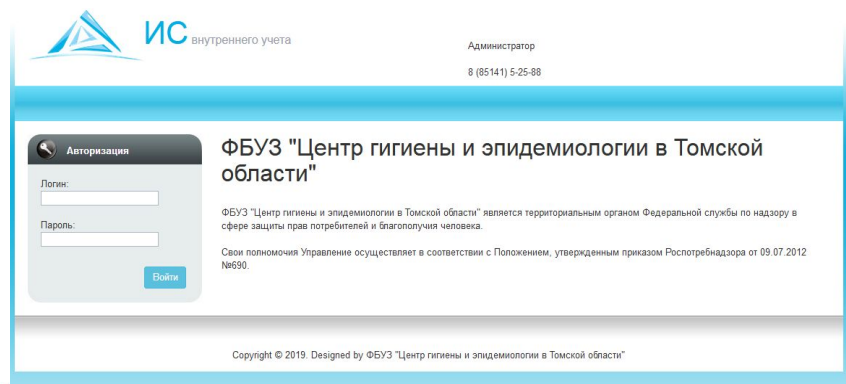 ИС внутреннего учета
Администратор
8 (85141) 5-25-88
Авторизация
Логин:
Пароль:
Войти
ФБУЗ "Центр гигиены и эпидемиологии в Томской
области"
ФБУЗ "Центр гигиены и эпидемиологии в Томской области" является территориальным органом Федеральной службы по надзору в
сфере защиты прав потребителей и благополучия человека.
Свои полномочия Управление осуществляет в соответствии с Положением, утвержденным приказом Роспотребнадзора от 09.07.2012
№690.
Copyright © 2019. Designed by ФБУЗ "Центр гигиены и эпидемиологии в Томской области"